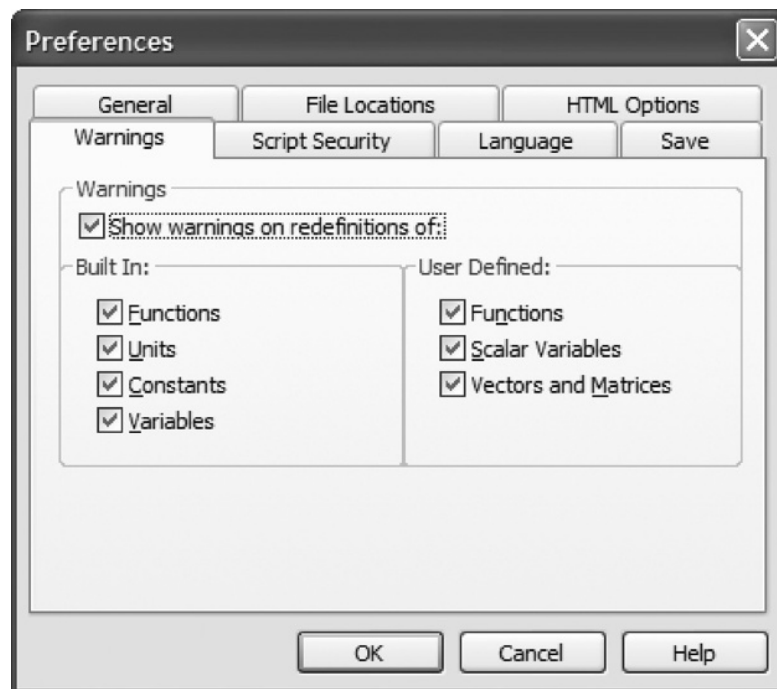 Preferences
General File Locations HTML Options
Warnings Script Security Language Save
Warnings
Show warnings on redefinitions of:
Built In: User Defined:
Functions Functions
Units Scalar Variables
Constants Vectors and Matrices
Variables
OK Cancel Help